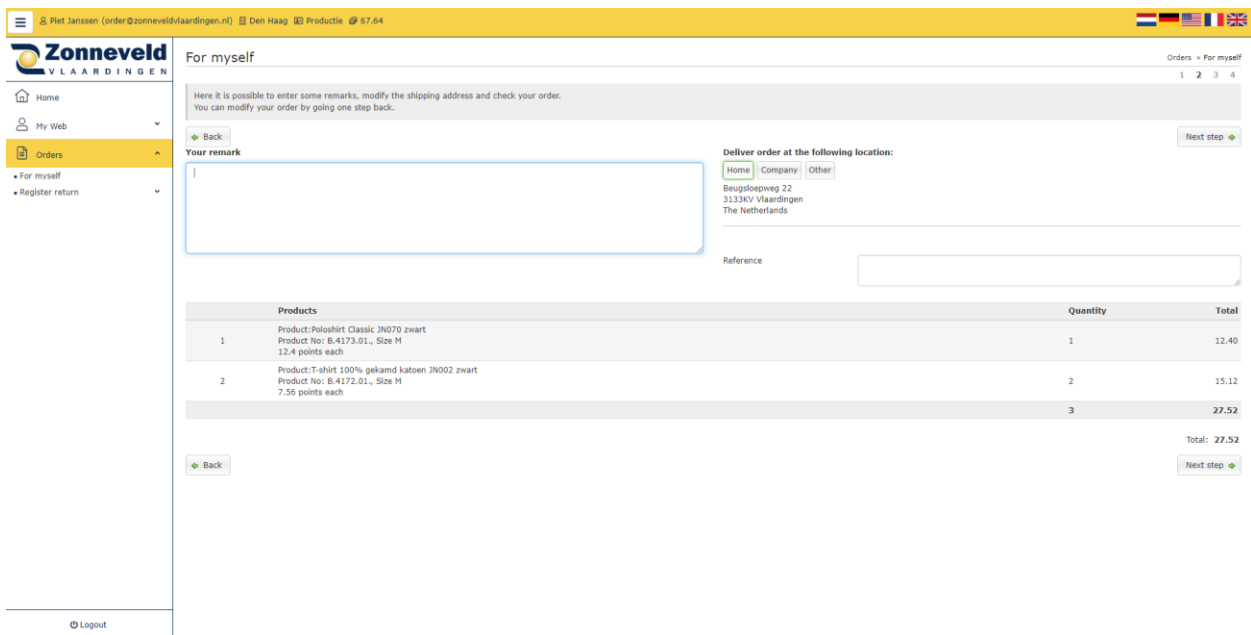 Piet Janssen (order@zonneveldvlaardingen.nl) Den Haag Productie 67.64
Zonneveld
VLAARDINGEN
Home
My Web
Orders
• For myself
• Register return
Logout
For myself
Orders » For myself
1 2 3 4
Here it is possible to enter some remarks, modify the shipping address and check your order.
You can modify your order by going one step back.
Back
Next step
Your remark
Deliver order at the following location:
Home Company Other
Beugsloepweg 22
3133KV Vlaardingen
The Netherlands
Reference
Products Quantity Total
Product:Poloshirt Classic JN070 zwart
1 Product No: B.4173.01., Size M 1 12.40
12.4 points each
Product:T-shirt 100% gekamd katoen JN002 zwart
2 Product No: B.4172.01., Size M 2 15.12
7.56 points each
3 27.52
Total: 27.52
Back
Next step